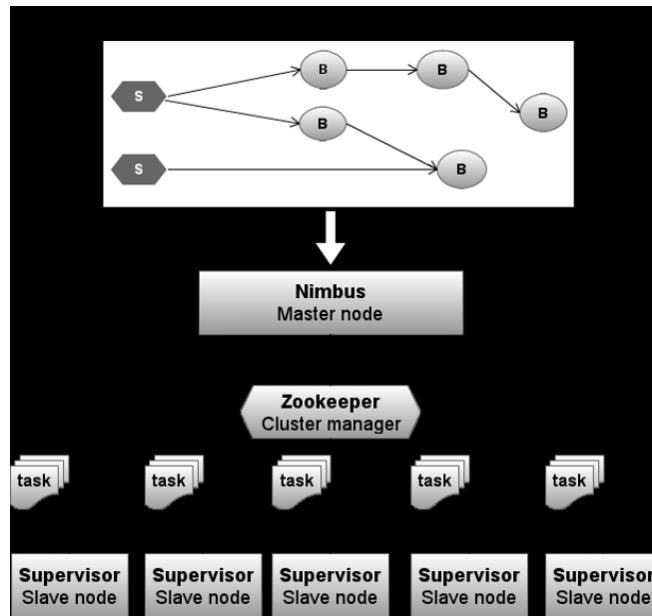 B
B
S
B
B
S
B
Nimbus
Master node
Zookeeper
Cluster manager
task
task
task
task
task
Supervisor
Slave node
Supervisor
Slave node
Supervisor
Slave node
Supervisor
Slave node
Supervisor
Slave node